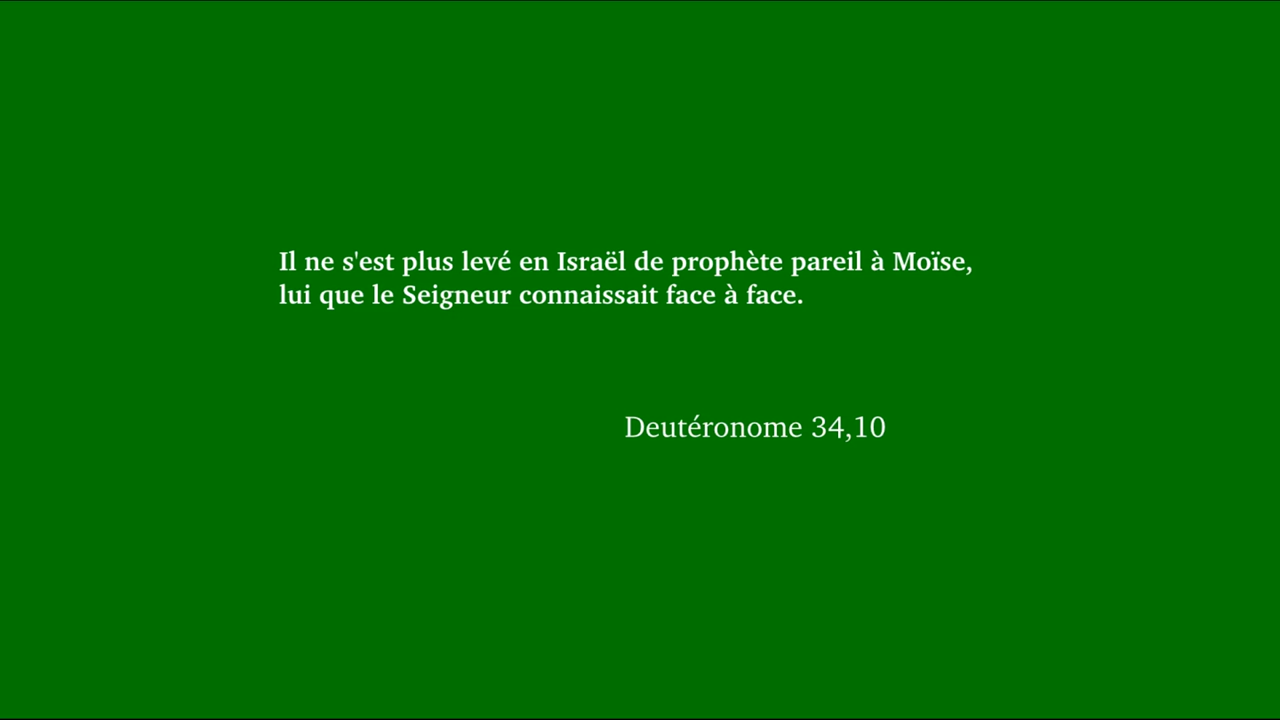 Il ne s'est plus levé en Israël de prophète pareil à Moïse,
lui que le Seigneur connaissait face à face.
Deutéronome 34,10